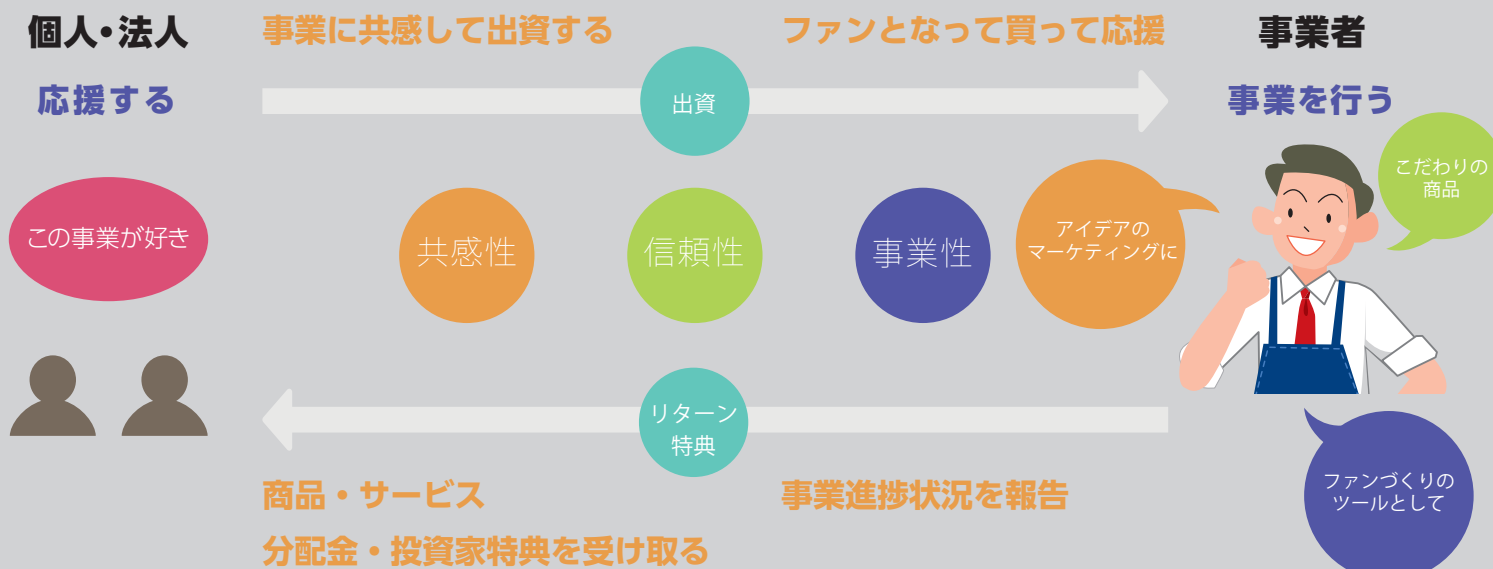 個人・法人
応援する
事業に共感して出資する
ファンとなって買って応援
事業者
事業を行う
出資
この事業が好き
共感性
信頼性
事業性
アイデアの
マーケティングに
こだわりの
商品
リターン
特典
商品・サービス
分配金・投資家特典を受け取る
事業進捗状況を報告
ファンづくりの
ツールとして